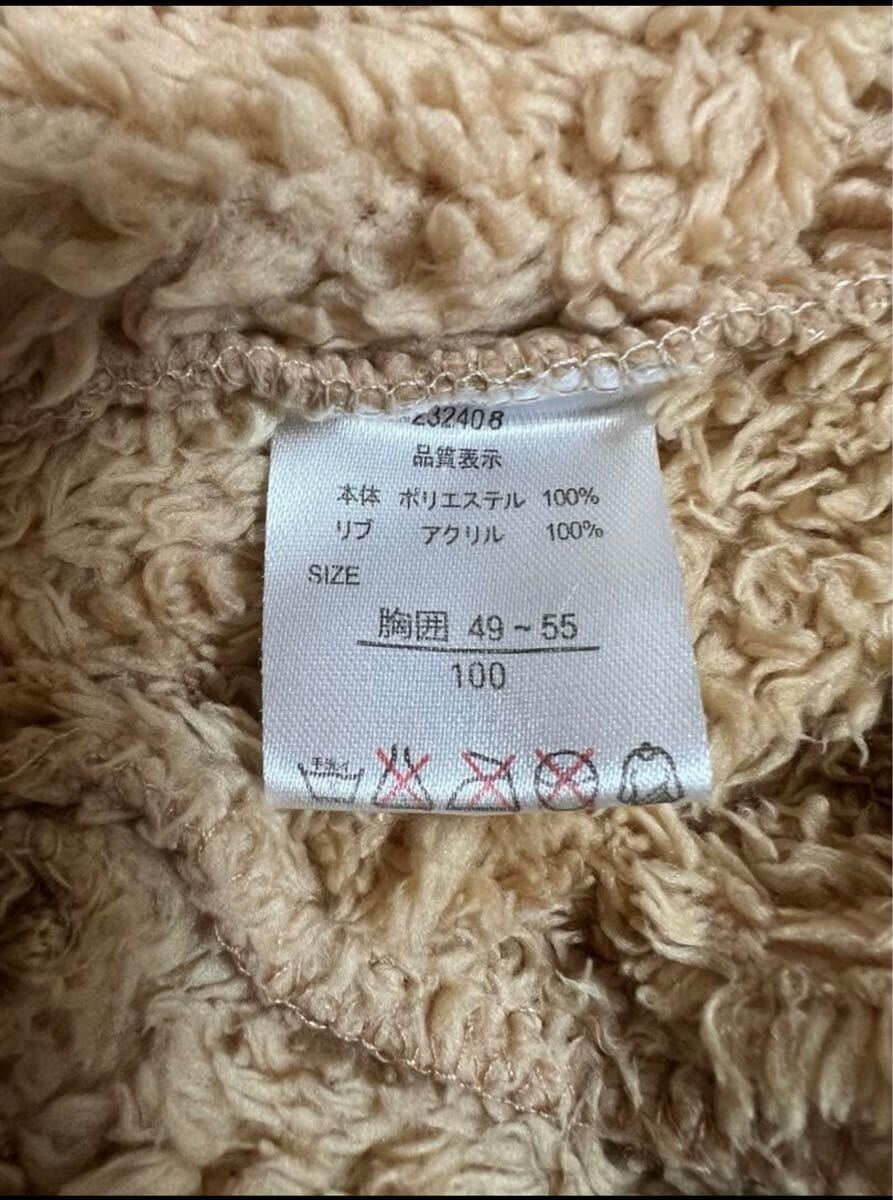 232408
品質表示
本体 ポリエステル 100%
リブ アクリル 100%
SIZE
胸囲 49~55
100
手洗イ